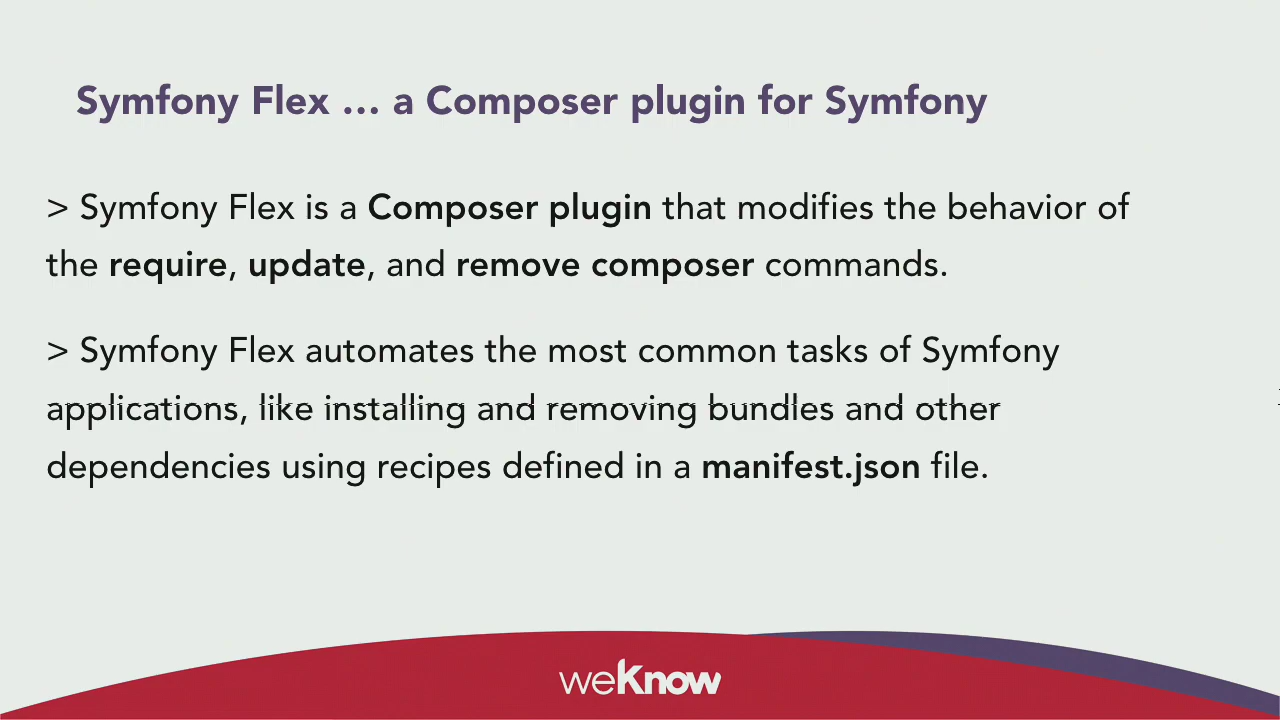 Symfony Flex ... a Composer plugin for Symfony
> Symfony Flex is a Composer plugin that modifies the behavior of
the require, update, and remove composer commands.
> Symfony Flex automates the most common tasks of Symfony
applications, like installing and removing bundles and other
dependencies using recipes defined in a manifest.json file.
weKnow